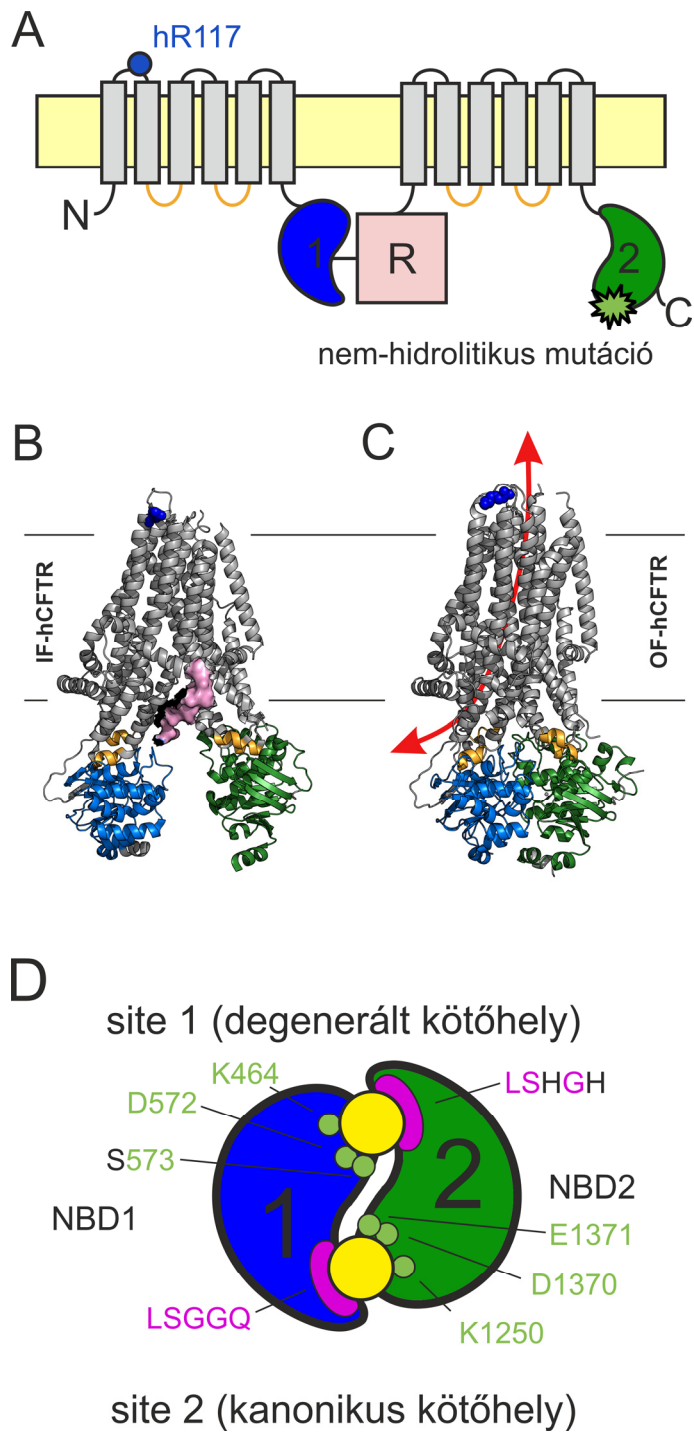 A
hR117
N
1
R
2
C
nem-hidrolitikus mutáció
B
C
IF-hCFTR
OF-hCFTR
D
site 1 (degenerált kötőhely)
K464
LSHGH
D572
S573
2
NBD1
1
NBD2
E1371
D1370
LSGGQ
K1250
site 2 (kanonikus kötőhely)